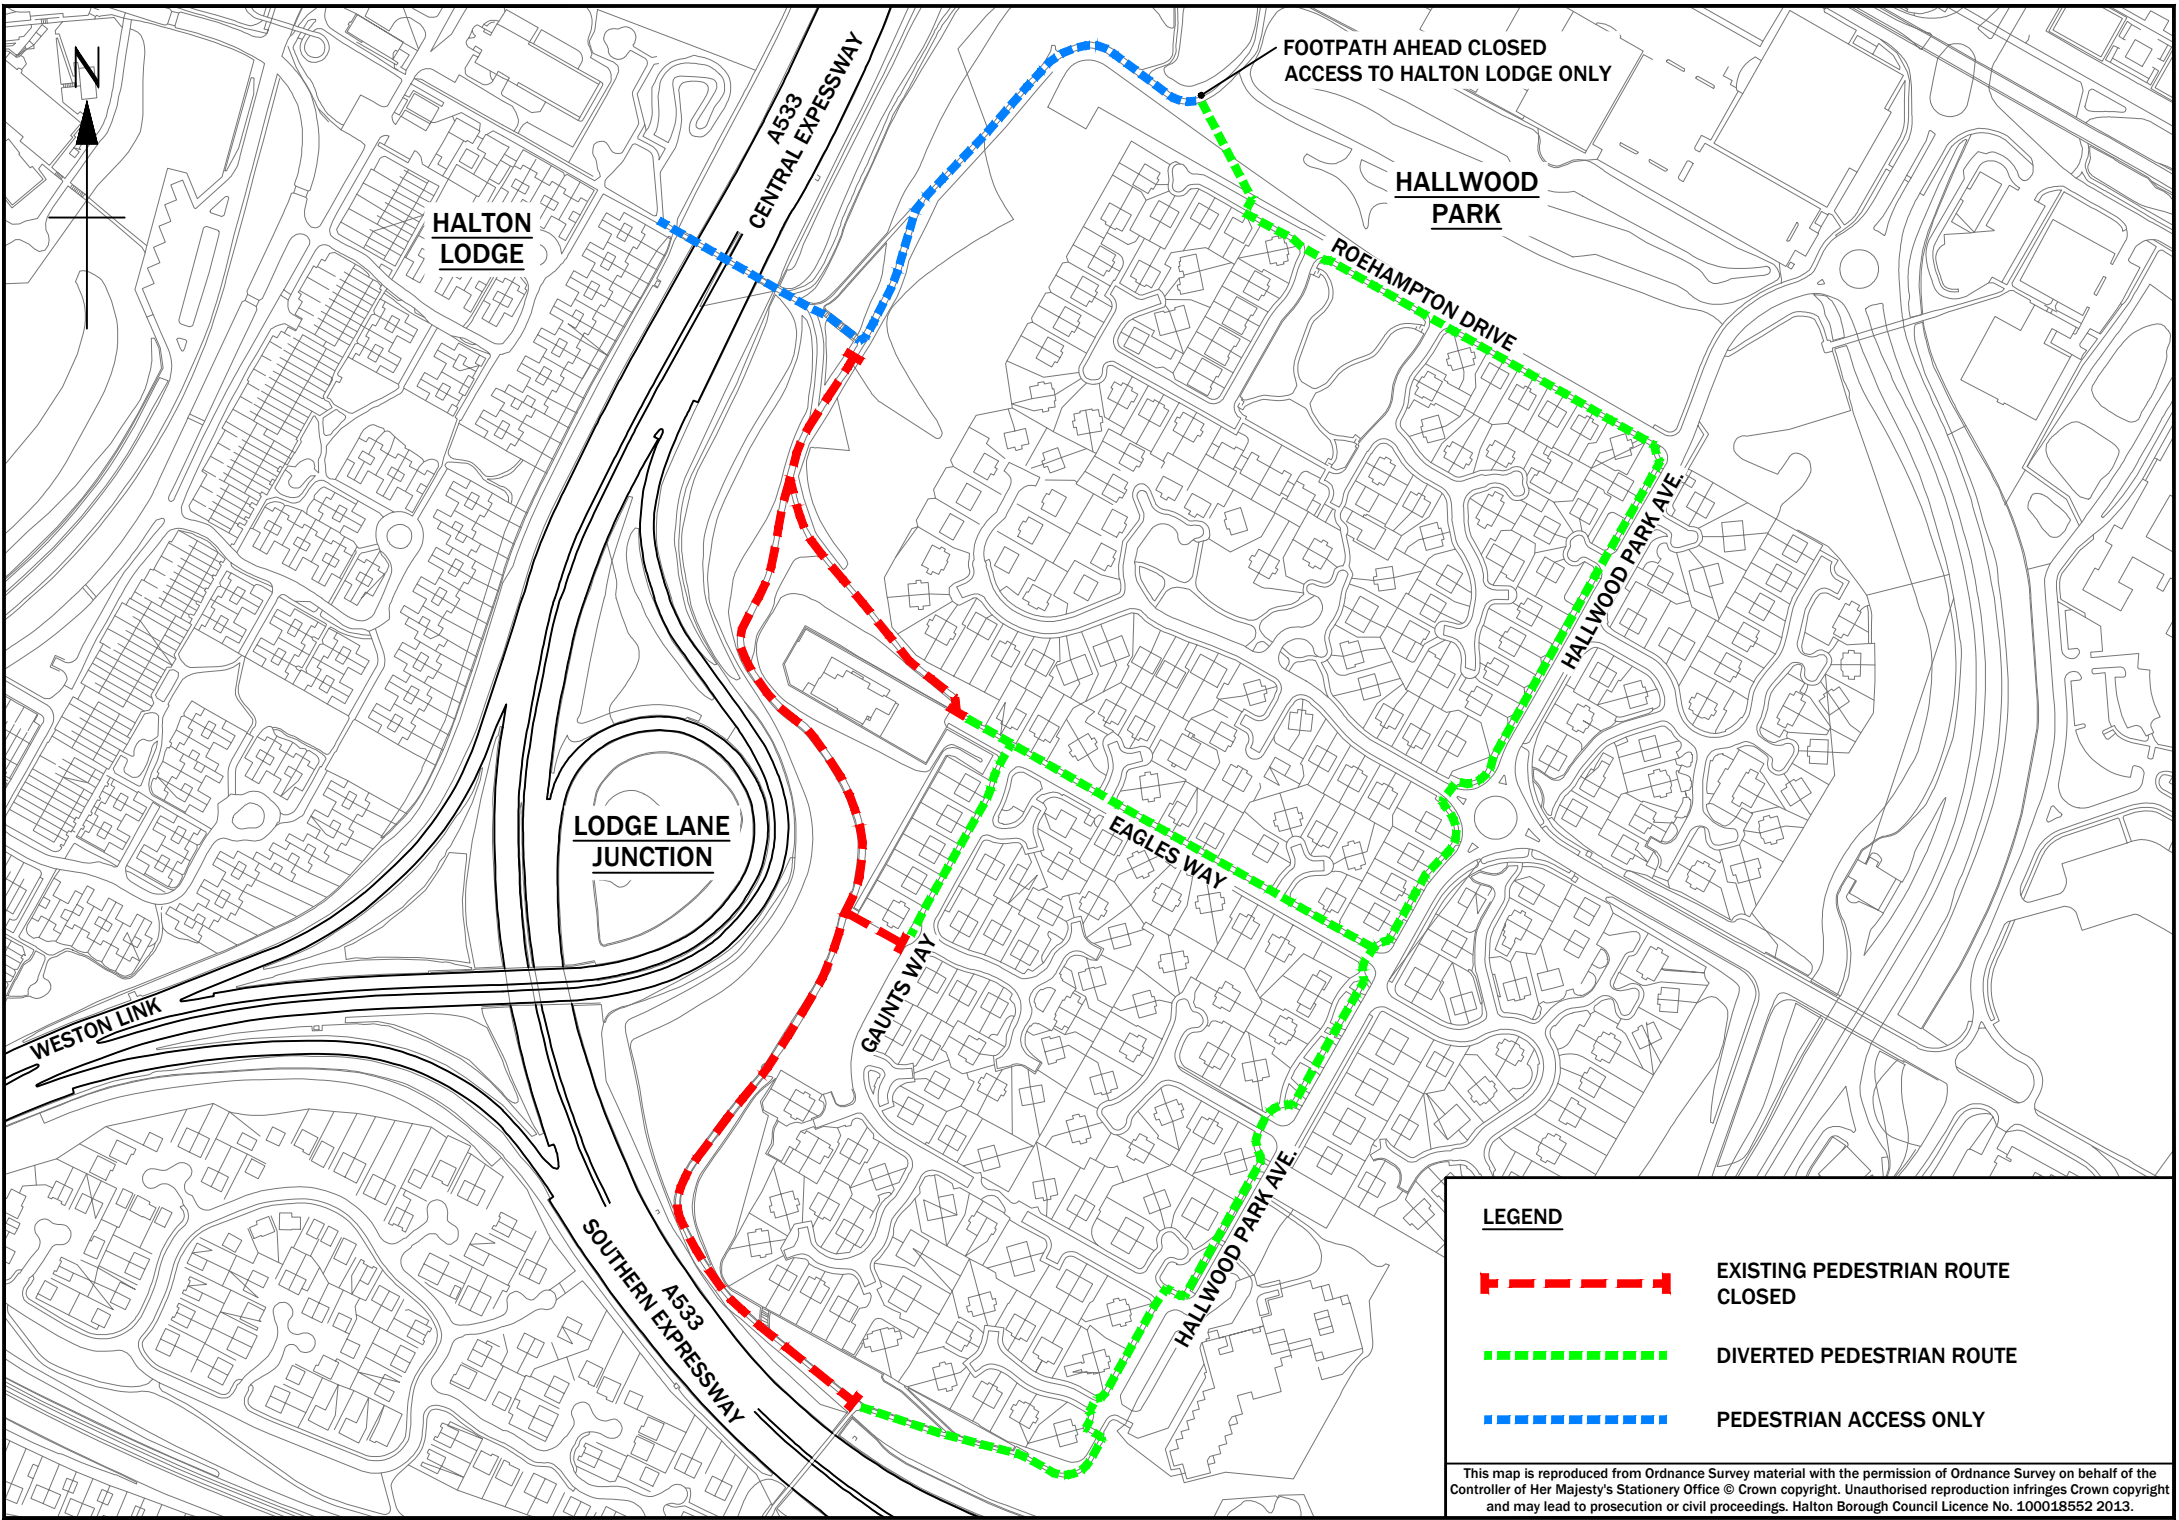 N
FOOTPATH AHEAD CLOSED
ACCESS TO HALTON LODGE ONLY
A533
CENTRAL EXPESSWAY
HALTON
LODGE
HALLWOOD
PARK
ROEHAMPTON DRIVE
HALLWOOD PARK AVE.
LODGE LANE
JUNCTION
EAGLES WAY
GAUNTS WAY
WESTON LINK
HALLWOOD PARK AVE.
A533
SOUTHERN EXPESSWAY
LEGEND
EXISTING PEDESTRIAN ROUTE
CLOSED
DIVERTED PEDESTRIAN ROUTE
PEDESTRIAN ACCESS ONLY
This map is reproduced from Ordnance Survey material with the permission of Ordnance Survey on behalf of the
Controller of Her Majesty's Stationery Office © Crown copyright. Unauthorised reproduction infringes Crown copyright
and may lead to prosecution or civil proceedings. Halton Borough Council Licence No. 100018552 2013.